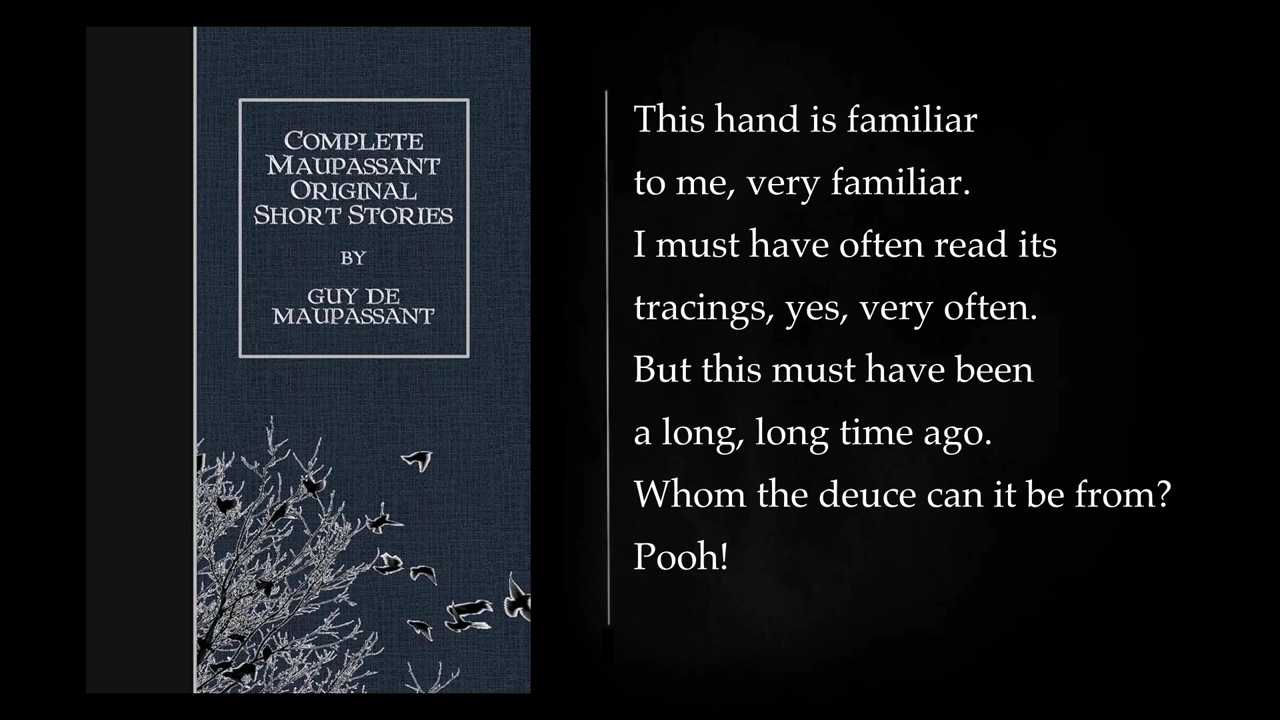 COMPLETE
MAUPASSANT
ORIGINAL
SHORT STORIES
BY
GUY DE
MAUPASSANT
This hand is familiar
to me, very familiar.
I must have often read its
tracings, yes, very often.
But this must have been
a long, long time ago.
Whom the deuce can it be from?
Pooh!